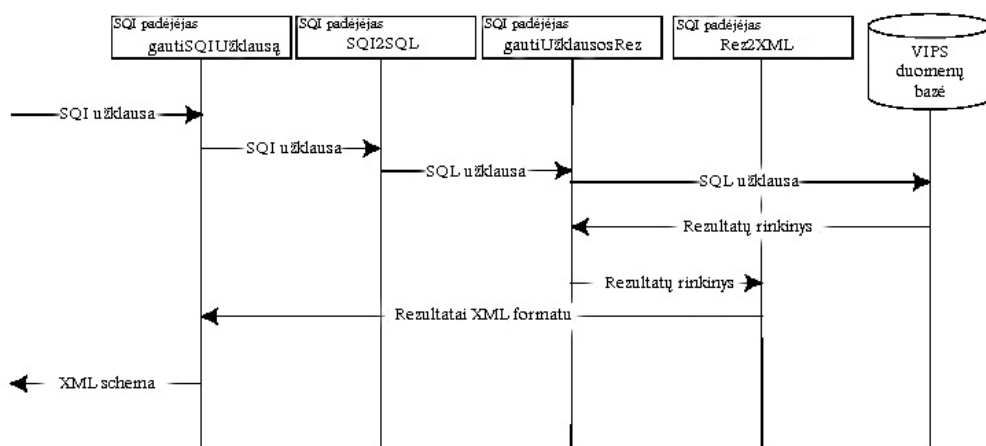 SQI padėjėjas
gautiSQIUžklausą
SQI padėjėjas
SQI2SQL
SQI padėjėjas
gautiUžklausosRez
SQI padėjėjas
Rez2XML
VIPS
duomenų
bazė
SQI užklausa
SQI užklausa
SQL užklausa
SQL užklausa
Rezultatų rinkinys
Rezultatų rinkinys
Rezultatai XML formatu
XML schema